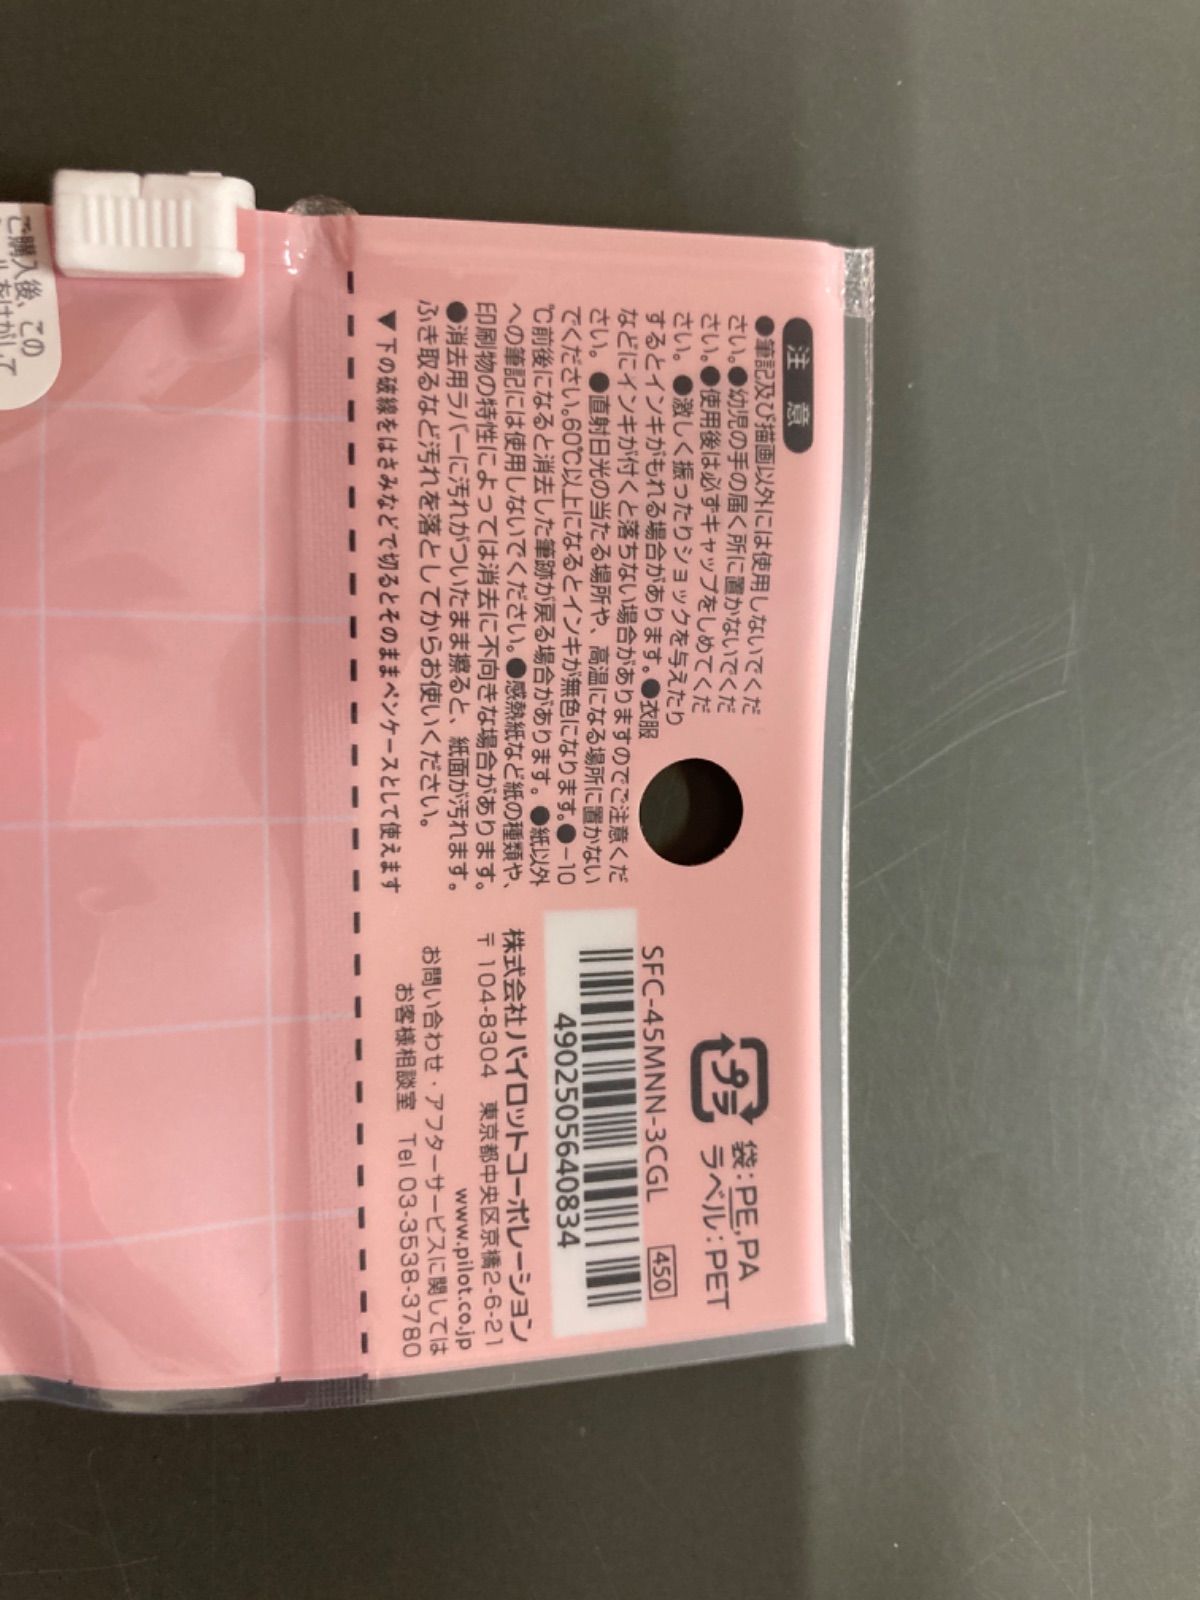 注意
●筆記及び描画以外には使用しないでくだ
さい。●幼児の手の届く所に置かないでくだ
さい。●使用後は必ずキャップをしめてくだ
さい。●激しく振ったりショックを与えたり
するとインキがもれる場合があります。●衣服
などにインキが付くと落ちない場合がありますのでご注意くだ
さい。●直射日光の当たる場所や、高温になる場所に置かない
でください。60℃以上になるとインキが無色になります。●-10
℃前後になると消去した筆跡が戻る場合があります。●紙以外
への筆記には使用しないでください。●感熱紙など紙の種類や、
印刷物の特性によっては消去に不向きな場合があります。
●消去用ラバーに汚れがついたまま擦ると、紙面が汚れます。
ふき取るなど汚れを落としてからお使いください。
▼下の破線をはさみなどで切るとそのままペンケースとして使えます
プラ
袋:PE,PA
ラベル:PET
SFC-45MNN-3CGL
450
4902505640834
株式会社パイロットコーポレーション
〒104-8304 東京都中央区京橋2-6-21
www.pilot.co.jp
お問い合わせ・アフターサービスに関しては
お客様相談室 Tel 03-3538-3780
ご購入後、この
をはがして